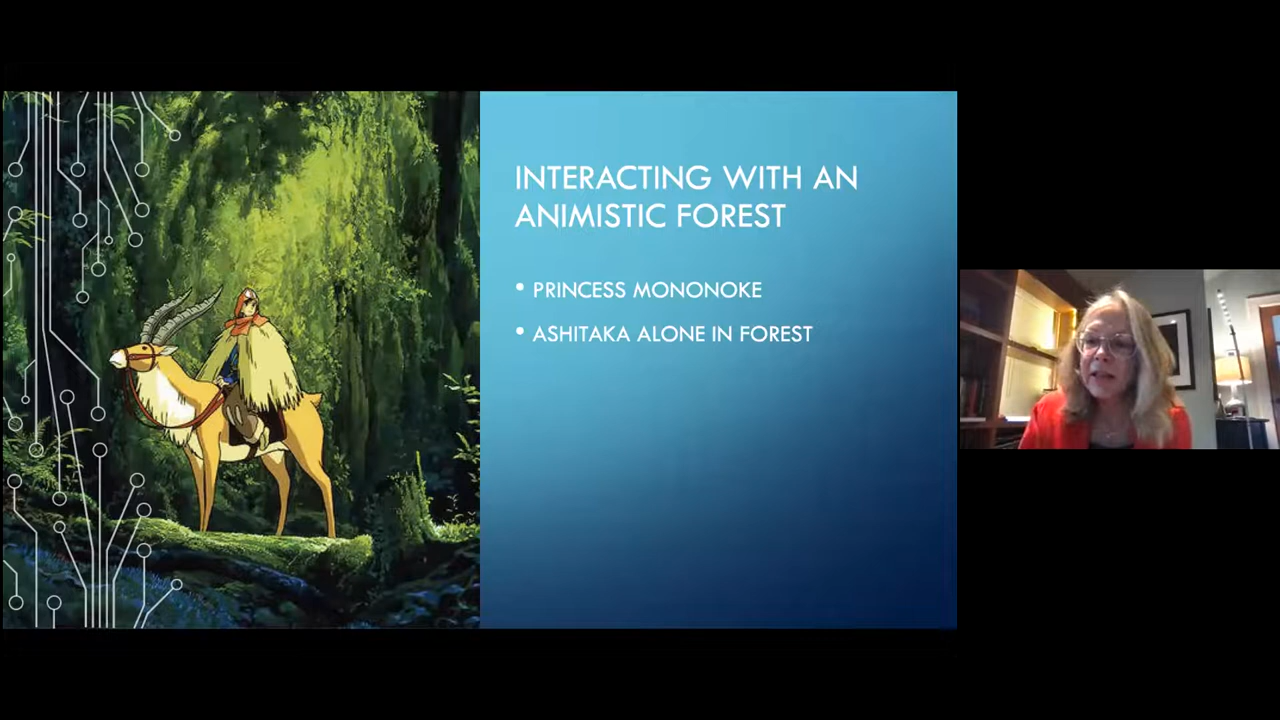 INTERACTING WITH AN
ANIMISTIC FOREST
• PRINCESS MONONOKE
• ASHITAKA ALONE IN FOREST